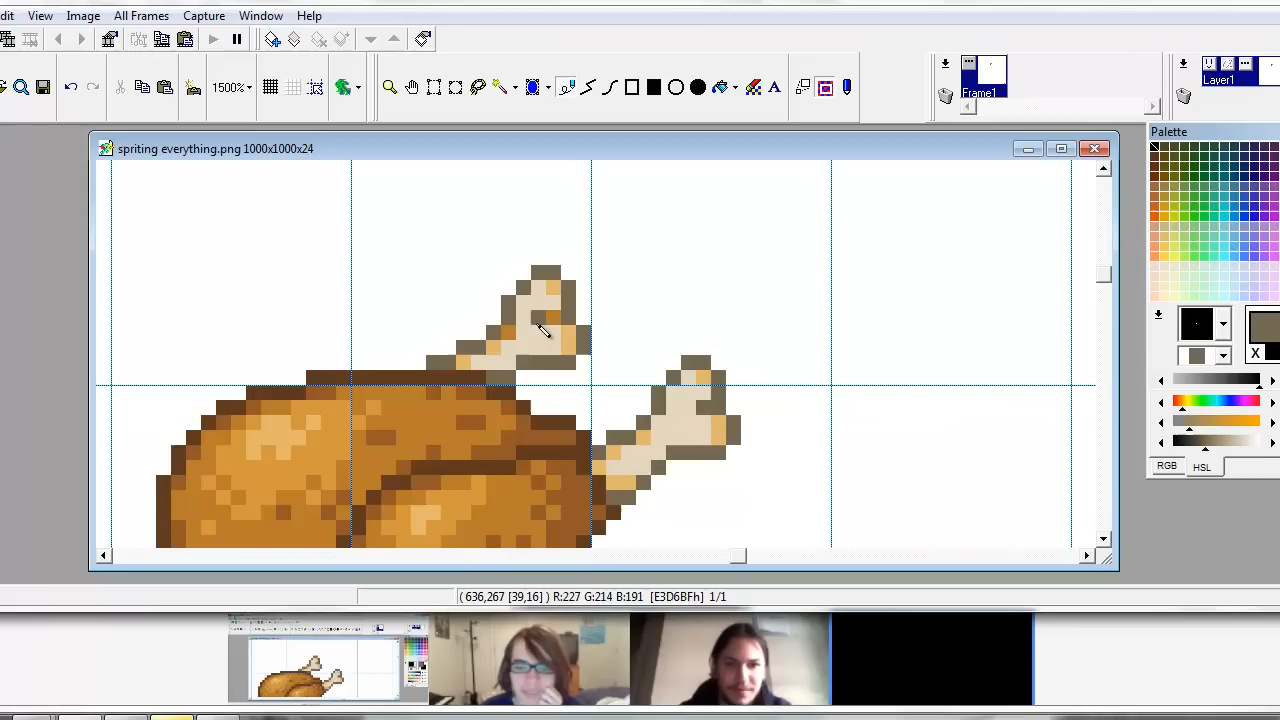 dit View Image All Frames Capture Window Help
1500%
A
Frame1
Layer1
spriting everything.png 1000x1000x24
Palette
X
RGB HSL
( 636,267 [39,16] ) R:227 G:214 B:191 [E3D6BFh] 1/1